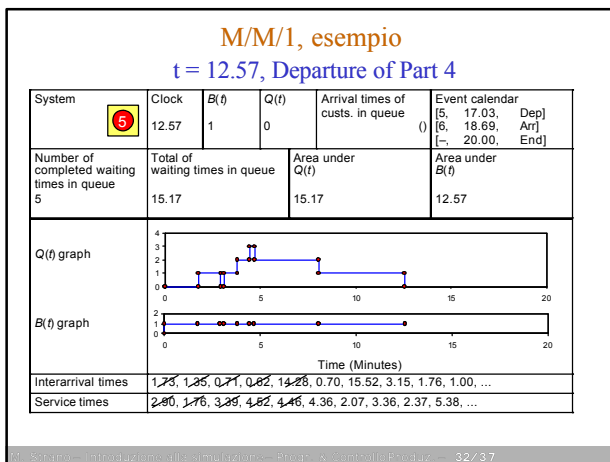 M/M/1, esempio
t = 12.57, Departure of Part 4
System
5
Clock
12.57
B(t)
1
Q(t)
0
Arrival times of
custs. in queue
()
Event calendar
[5, 17.03, Dep]
[6, 18.69, Arr]
[–, 20.00, End]
Number of
completed waiting
times in queue
5
Total of
waiting times in queue
15.17
Area under
Q(t)
15.17
Area under
B(t)
12.57
Q(t) graph
4
3
2
1
0
0 5 10 15 20
B(t) graph
2
1
0
0 5 10 15 20
Time (Minutes)
Interarrival times 1.73, 1.35, 0.71, 0.62, 14.28, 0.70, 15.52, 3.15, 1.76, 1.00, ...
Service times 2.90, 1.76, 3.39, 4.52, 4.46, 4.36, 2.07, 3.36, 2.37, 5.38, ...
introduzione alla simulazione – Progr. & Controllo Produz. – 32/37